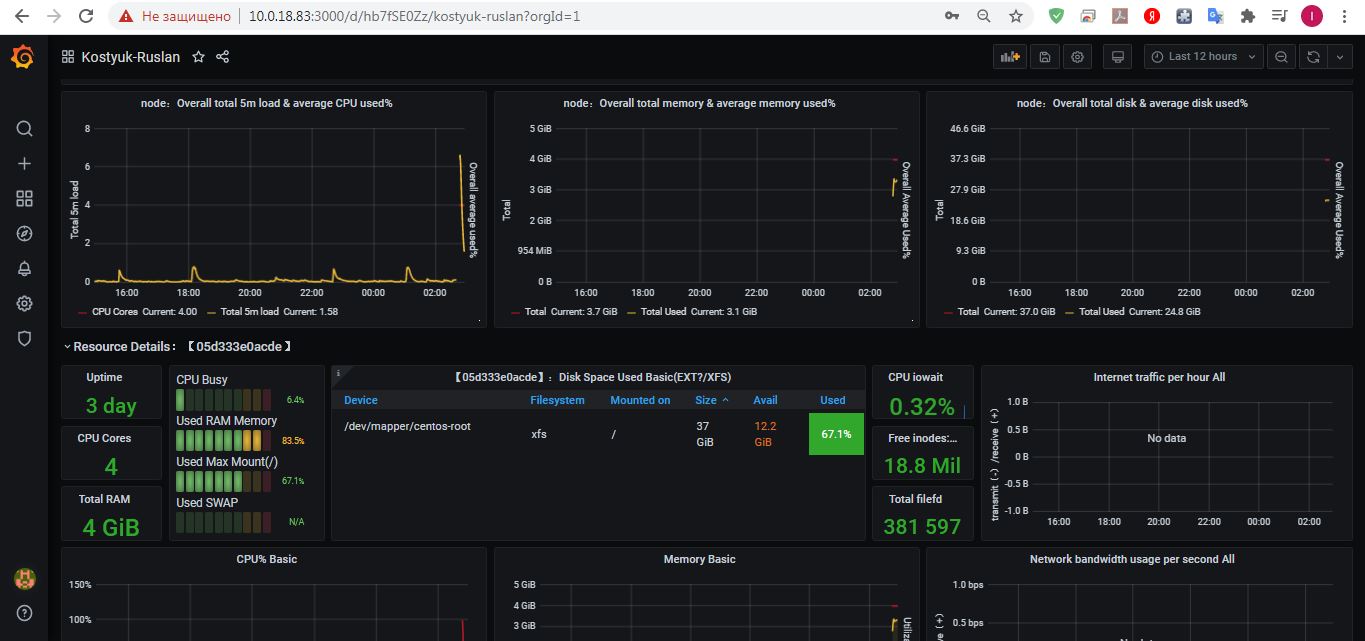 Не защищено 10.0.18.83:3000/d/hb7fSE0Zz/kostyuk-ruslan?orgId=1
Kostyuk-Ruslan
Last 12 hours
node：Overall total 5m load & average CPU used%
8
6
4
2
0
Total 5m load
Overall average used%
16:00 18:00 20:00 22:00 00:00 02:00
CPU Cores Current: 4.00 Total 5m load Current: 1.58
node：Overall total memory & average memory used%
5 GiB
4 GiB
3 GiB
2 GiB
954 MiB
0 B
Total
Overall Average Used%
16:00 18:00 20:00 22:00 00:00 02:00
Total Current: 3.7 GiB Total Used Current: 3.1 GiB
node：Overall total disk & average disk used%
46.6 GiB
37.3 GiB
27.9 GiB
18.6 GiB
9.3 GiB
0 B
Total
Overall Average Used%
16:00 18:00 20:00 22:00 00:00 02:00
Total Current: 37.0 GiB Total Used Current: 24.8 GiB
Resource Details：【05d333e0acde】
Uptime
3 day
CPU Cores
4
Total RAM
4 GiB
CPU Busy
6.4%
Used RAM Memory
83.5%
Used Max Mount(/)
67.1%
Used SWAP
N/A
【05d333e0acde】：Disk Space Used Basic(EXT?/XFS)
Device Filesystem Mounted on Size Avail Used
/dev/mapper/centos-root xfs / 37 GiB 12.2 GiB 67.1%
CPU iowait
0.32%
Free inodes:...
18.8 Mil
Total filefd
381 597
Internet traffic per hour All
1.0 B
0.5 B
0 B
-0.5 B
-1.0 B
transmit（-）/receive（+）
No data
16:00 18:00 20:00 22:00 00:00 02:00
CPU% Basic
150%
100%
Memory Basic
5 GiB
4 GiB
3 GiB
Network bandwidth usage per second All
1.0 bps
0.5 bps